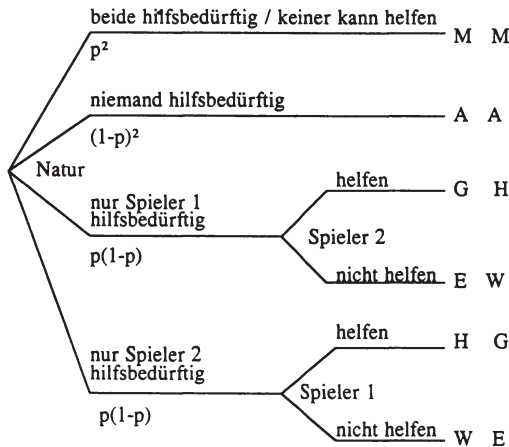 beide hilfsbedürftig / keiner kann helfen
M M
p²
niemand hilfsbedürftig
A A
(1-p)²
Natur
nur Spieler 1
hilfsbedürftig
p(1-p)
helfen
G H
Spieler 2
nicht helfen
E W
nur Spieler 2
hilfsbedürftig
p(1-p)
helfen
H G
Spieler 1
nicht helfen
W E